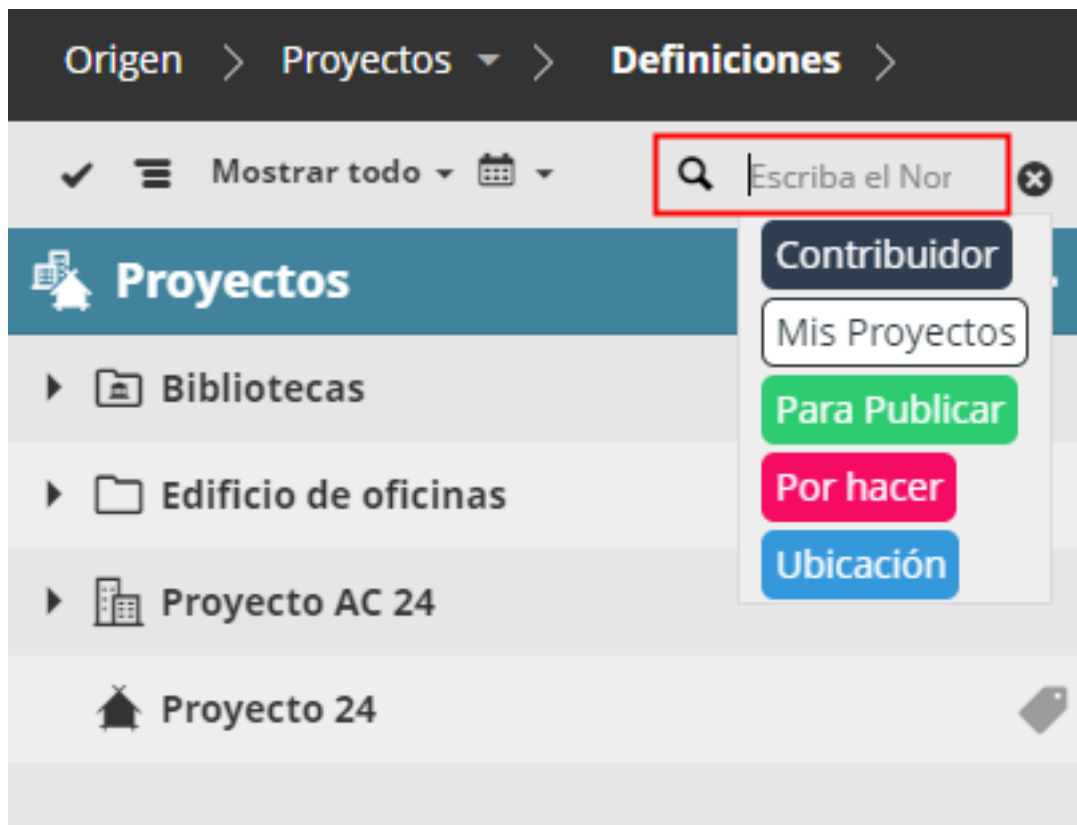 Origen > Proyectos > Definiciones >
Mostrar todo Escriba el Nor
Contribuidor
Proyectos
Mis Proyectos
Bibliotecas
Para Publicar
Edificio de oficinas
Por hacer
Ubicación
Proyecto AC 24
Proyecto 24